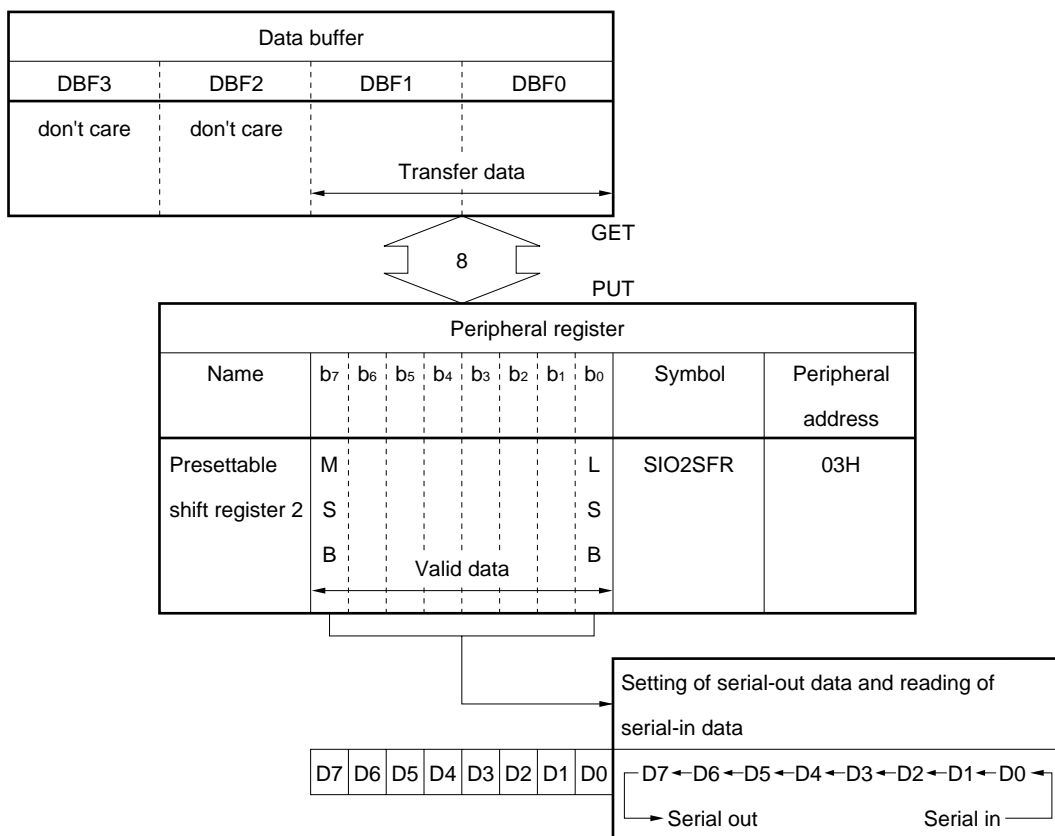 Data buffer
DBF3 DBF2 DBF1 DBF0
don't care don't care
Transfer data
GET
8
PUT
Peripheral register
Name b7 b6 b5 b4 b3 b2 b1 b0 Symbol Peripheral
address
Presettable M L SIO2SFR 03H
shift register 2 S S
B B
Valid data
Setting of serial-out data and reading of
serial-in data
D7 D6 D5 D4 D3 D2 D1 D0 D7 D6 D5 D4 D3 D2 D1 D0
Serial out Serial in